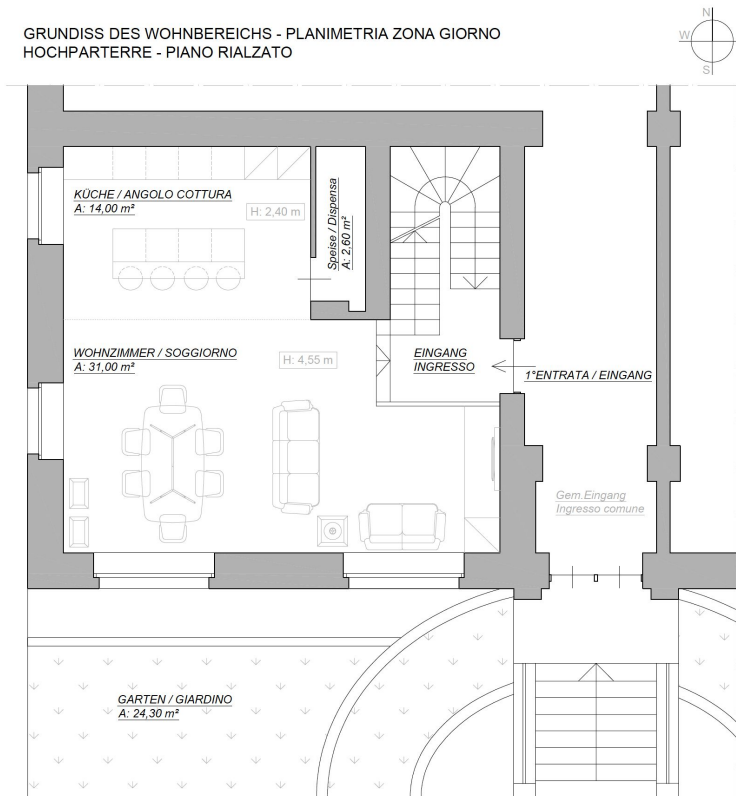 GRUNDISS DES WOHNBEREICHS - PLANIMETRIA ZONA GIORNO
HOCHPARTERRE - PIANO RIALZATO
N
W
S
KÜCHE / ANGOLO COTTURA
A: 14,00 m²
H: 2,40 m
Speise / Dispensa
A: 2,60 m²
WOHNZIMMER / SOGGIORNO
A: 31,00 m²
H: 4,55 m
EINGANG
INGRESSO
1°ENTRATA / EINGANG
Gem.Eingang
Ingresso comune
GARTEN / GIARDINO
A: 24,30 m²